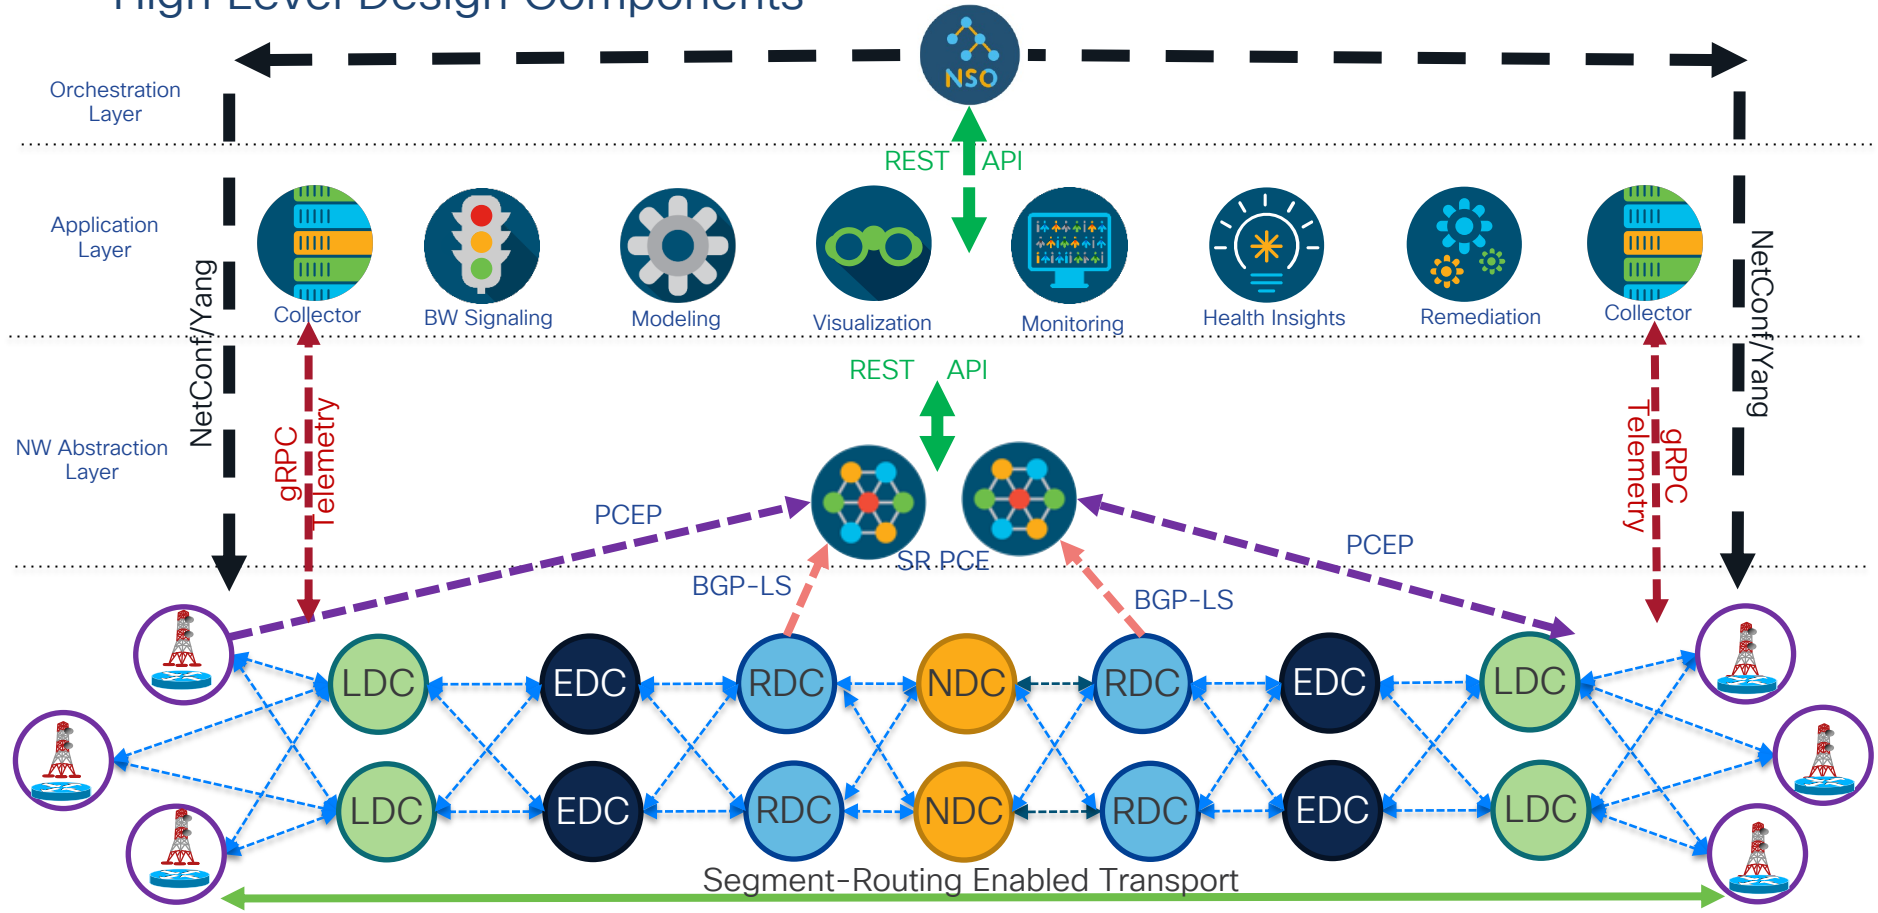 High Level Design Components
NSO
Orchestration
Layer
REST API
Application
Layer
Collector
BW Signaling
Modeling
Visualization
Monitoring
Health Insights
Remediation
Collector
NetConf/Yang
NetConf/Yang
REST API
gRPC
Telemetry
gRPC
Telemetry
NW Abstraction
Layer
PCEP
PCEP
SR PCE
BGP-LS
BGP-LS
LDC
EDC
RDC
NDC
RDC
EDC
LDC
LDC
EDC
RDC
NDC
RDC
EDC
LDC
Segment-Routing Enabled Transport